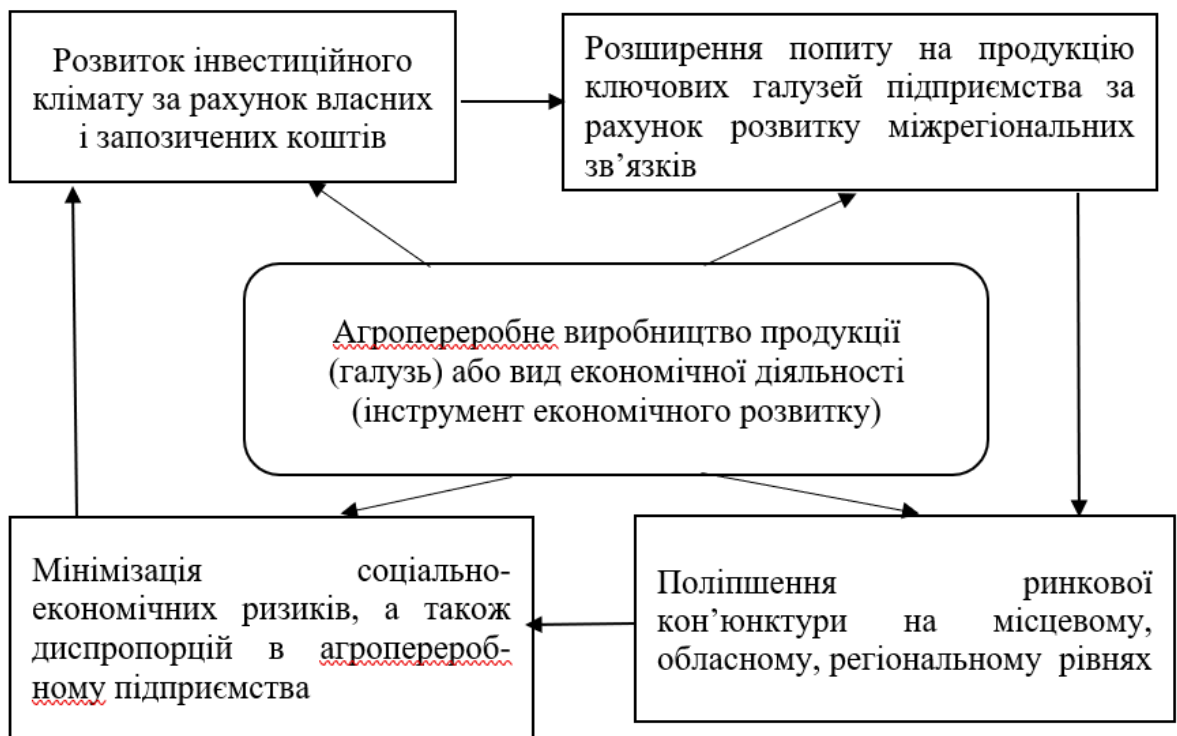 Розвиток інвестиційного
клімату за рахунок власних
і запозичених коштів
Розширення попиту на продукцію
ключових галузей підприємства за
рахунок розвитку міжрегіональних
зв’язків
Агропереробне виробництво продукції
(галузь) або вид економічної діяльності
(інструмент економічного розвитку)
Мінімізація соціально-
економічних ризиків, а також
диспропорцій в агроперероб-
ному підприємства
Поліпшення ринкової
кон’юнктури на місцевому,
обласному, регіональному рівнях